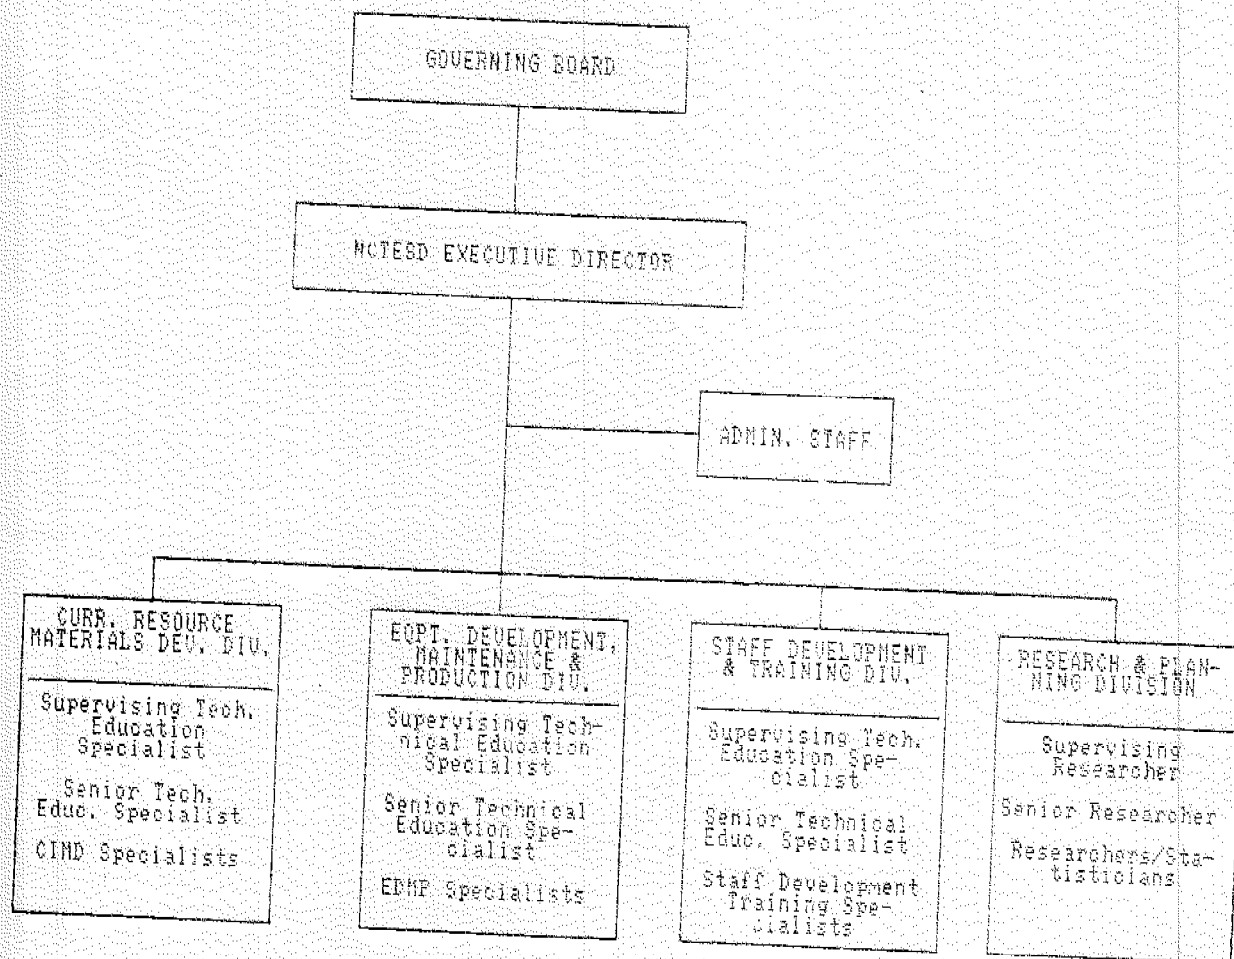 GOVERNING BOARD
NCTESD EXECUTIVE DIRECTOR
ADMIN. STAFF
CURR. RESOURCE
MATERIALS DEV. DIV.
Supervising Tech.
Education
Specialist
Senior Tech.
Educ. Specialist
CIMD Specialists
EQPT. DEVELOPMENT,
MAINTENANCE &
PRODUCTION DIV.
Supervising Tech-
nical Education
Specialist
Senior Technical
Education Spe-
cialist
EDMP Specialists
STAFF DEVELOPMENT
& TRAINING DIV.
Supervising Tech.
Education Spe-
cialist
Senior Technical
Educ. Specialist
Staff Development
Training Spe-
cialists
RESEARCH & PLAN-
NING DIVISION
Supervising
Researcher
Senior Researcher
Researchers/Sta-
tisticians